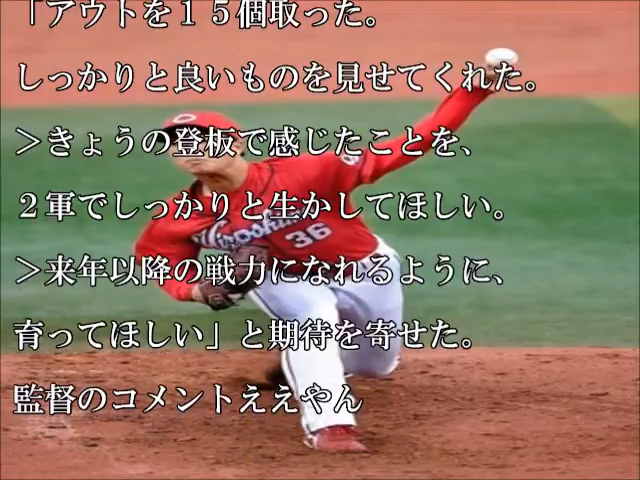 「アウトを１５個取った。
しっかりと良いものを見せてくれた。
＞きょうの登板で感じたことを、
２軍でしっかりと生かしてほしい。
＞来年以降の戦力になれるように、
育ってほしい」と期待を寄せた。
監督のコメントええやん
C
Hiroshima
36